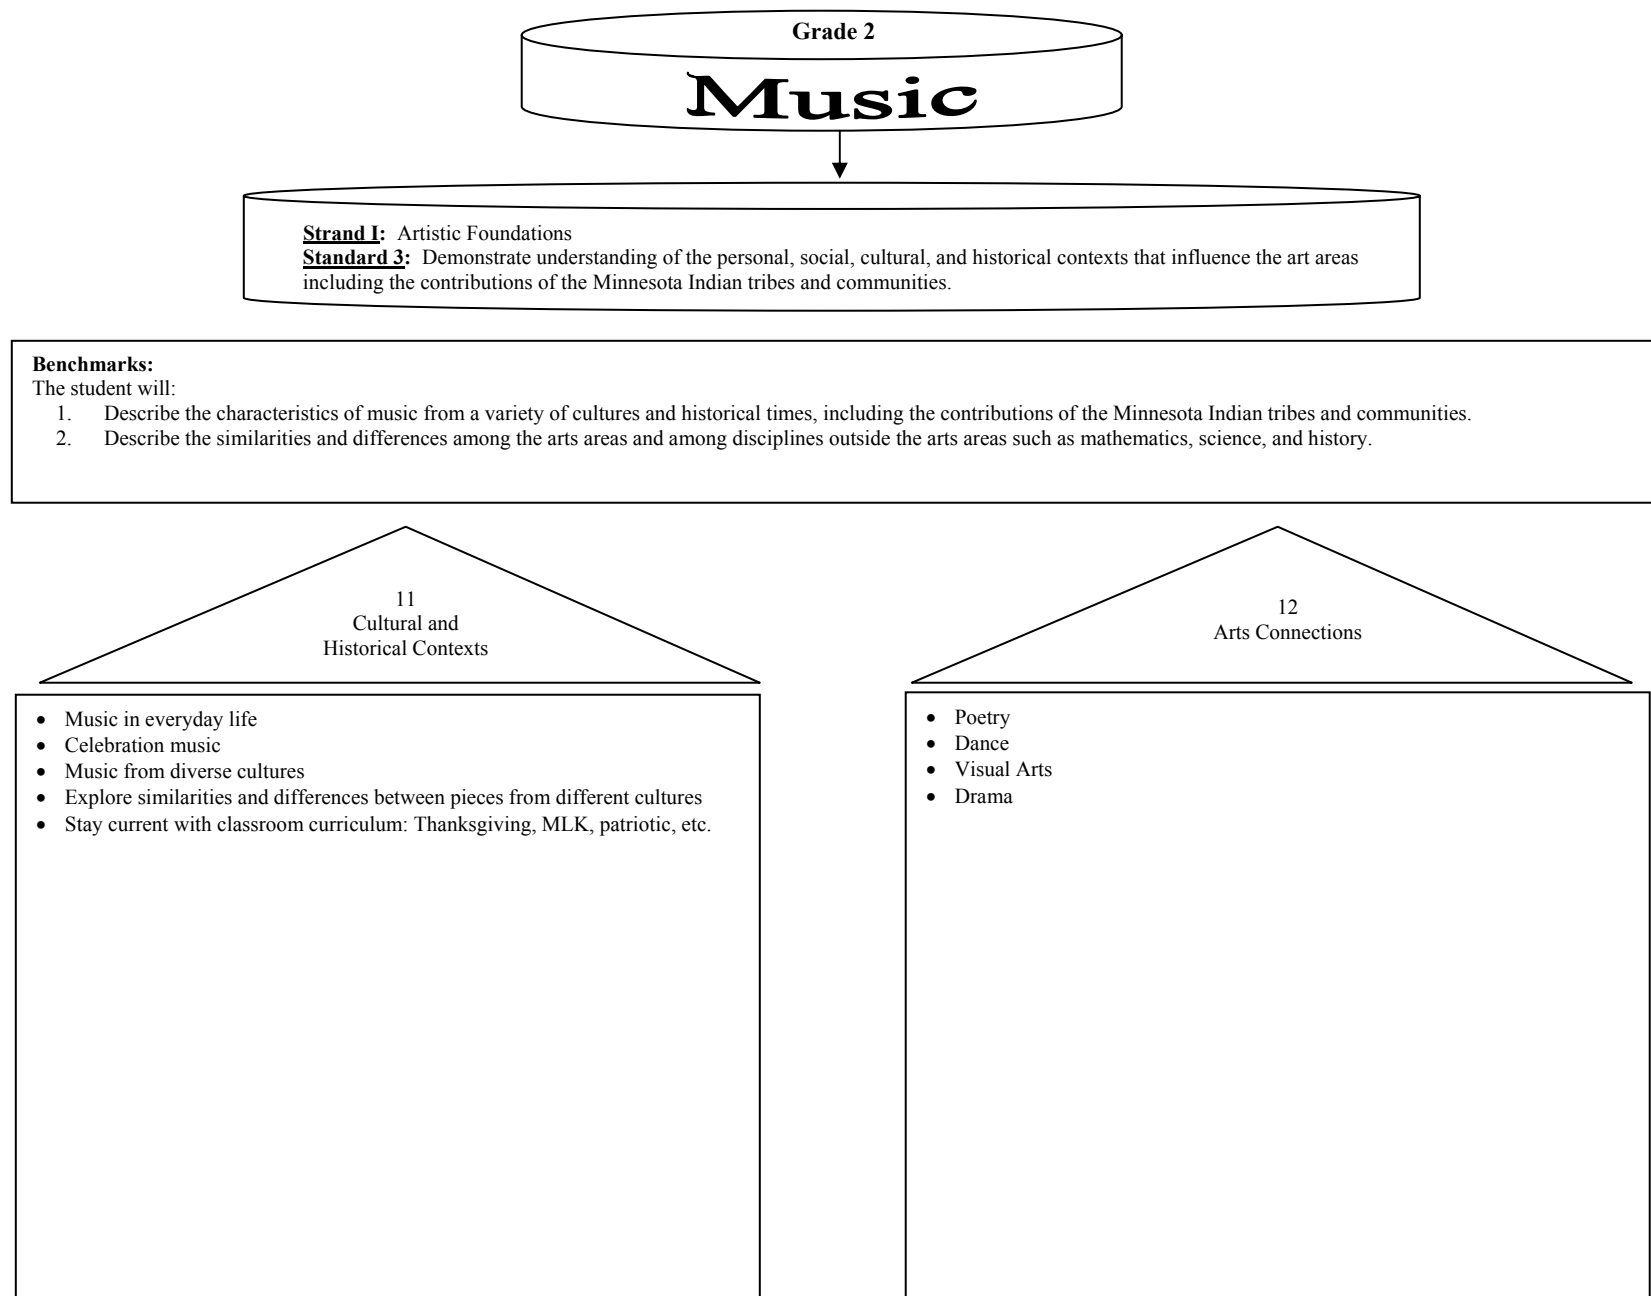 Grade 2
Music
Strand I: Artistic Foundations
Standard 3: Demonstrate understanding of the personal, social, cultural, and historical contexts that influence the art areas
including the contributions of the Minnesota Indian tribes and communities.
Benchmarks:
The student will:
1. Describe the characteristics of music from a variety of cultures and historical times, including the contributions of the Minnesota Indian tribes and communities.
2. Describe the similarities and differences among the arts areas and among disciplines outside the arts areas such as mathematics, science, and history.
11
Cultural and
Historical Contexts
• Music in everyday life
• Celebration music
• Music from diverse cultures
• Explore similarities and differences between pieces from different cultures
• Stay current with classroom curriculum: Thanksgiving, MLK, patriotic, etc.
12
Arts Connections
• Poetry
• Dance
• Visual Arts
• Drama